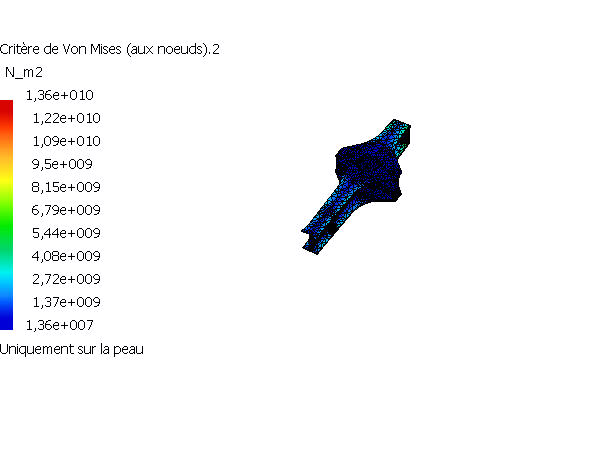 Critère de Von Mises (aux noeuds).2
N_m2
1,36e+010
1,22e+010
1,09e+010
9,5e+009
8,15e+009
6,79e+009
5,44e+009
4,08e+009
2,72e+009
1,37e+009
1,36e+007
Uniquement sur la peau